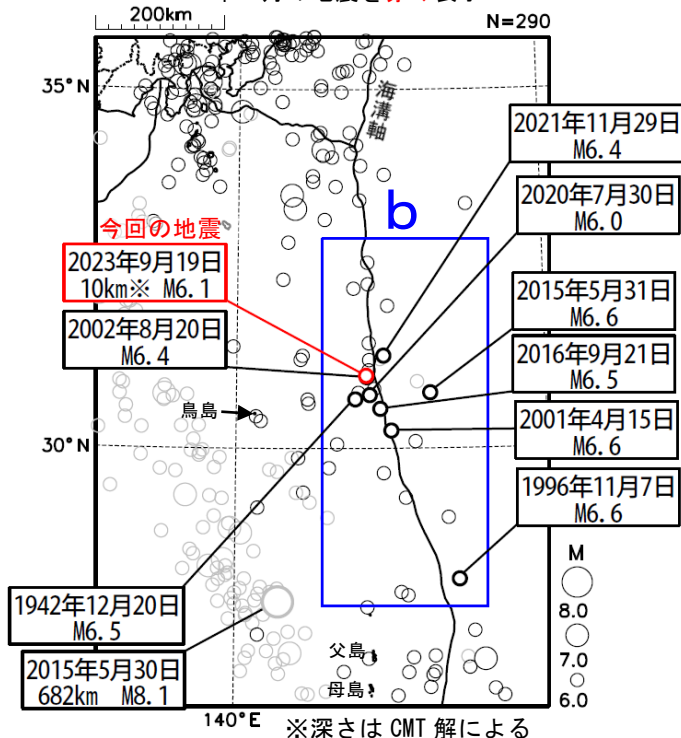 200km
N=290
35°N
海溝軸
2021年11月29日
M6.4
2020年7月30日
M6.0
b
今回の地震
2023年9月19日
10km※ M6.1
2015年5月31日
M6.6
2002年8月20日
M6.4
2016年9月21日
M6.5
鳥島
2001年4月15日
M6.6
30°N
1996年11月7日
M6.6
M
8.0
7.0
6.0
1942年12月20日
M6.5
2015年5月30日
682km M8.1
父島
母島
140°E
※深さは CMT 解による